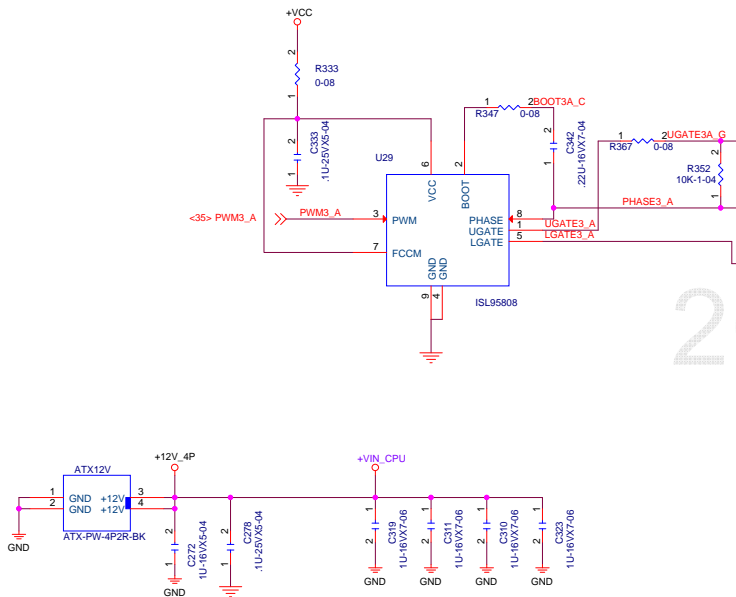 +VCC
2
R333
0-08
1
2
C333
.1U-25VX5-04
1
1
R347
2
0-08
BOOT3A_C
2
C342
.22U-16VX7-04
1
1
R367
2
0-08
UGATE3A_G
2
R352
10K-1-04
1
U29
6
2
VCC
BOOT
<35> PWM3_A
PWM3_A
3
PWM
7
FCCM
PHASE
8
PHASE3_A
UGATE
1
UGATE3_A
LGATE
5
LGATE3_A
GND
GND
9
4
ISL95808
2
+12V_4P
+VIN_CPU
ATX12V
1
GND
+12V
3
2
GND
+12V
4
ATX-PW-4P2R-BK
GND
1
C272
1U-16VX5-04
2
GND
2
C278
.1U-25VX5-04
1
1
C319
1U-16VX7-06
2
GND
1
C311
1U-16VX7-06
2
GND
1
C310
1U-16VX7-06
2
GND
1
C323
1U-16VX7-06
2
GND